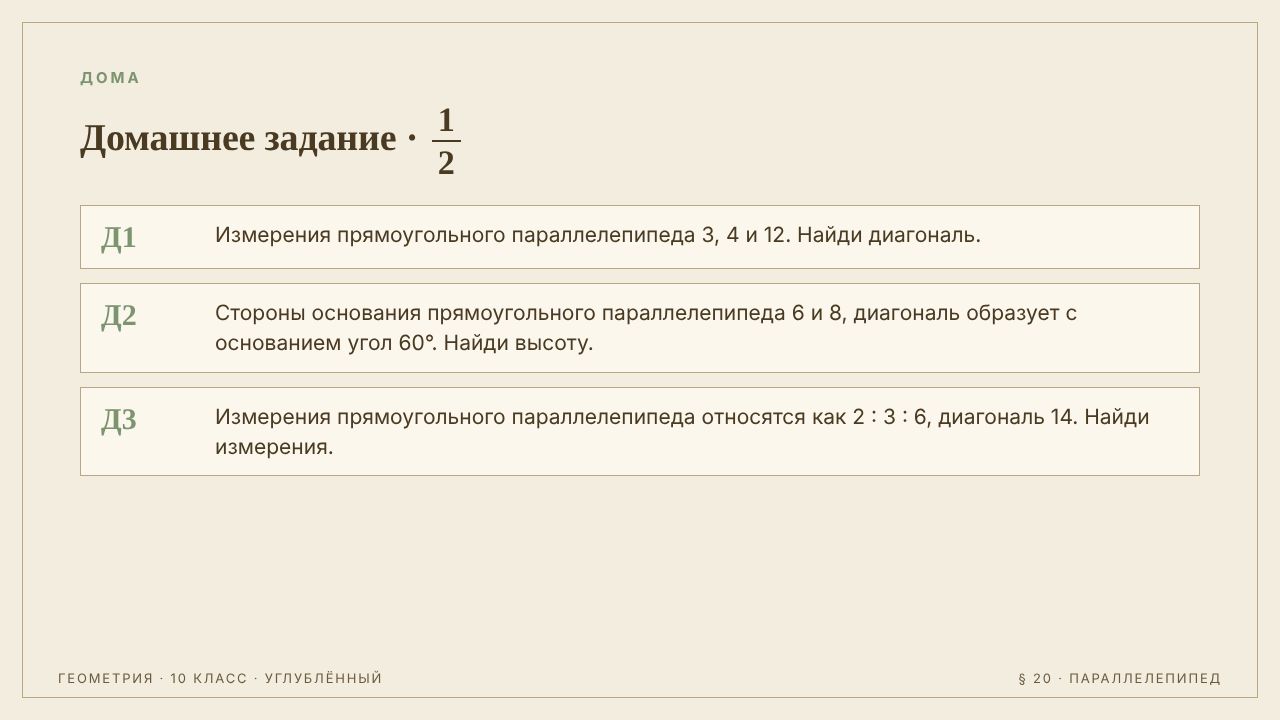 ДОМА
Домашнее задание · 1/2
Д1
Измерения прямоугольного параллелепипеда 3, 4 и 12. Найди диагональ.
Д2
Стороны основания прямоугольного параллелепипеда 6 и 8, диагональ образует с
основанием угол 60°. Найди высоту.
Д3
Измерения прямоугольного параллелепипеда относятся как 2 : 3 : 6, диагональ 14. Найди
измерения.
ГЕОМЕТРИЯ · 10 КЛАСС · УГЛУБЛЁННЫЙ
§ 20 · ПАРАЛЛЕЛЕПИПЕД